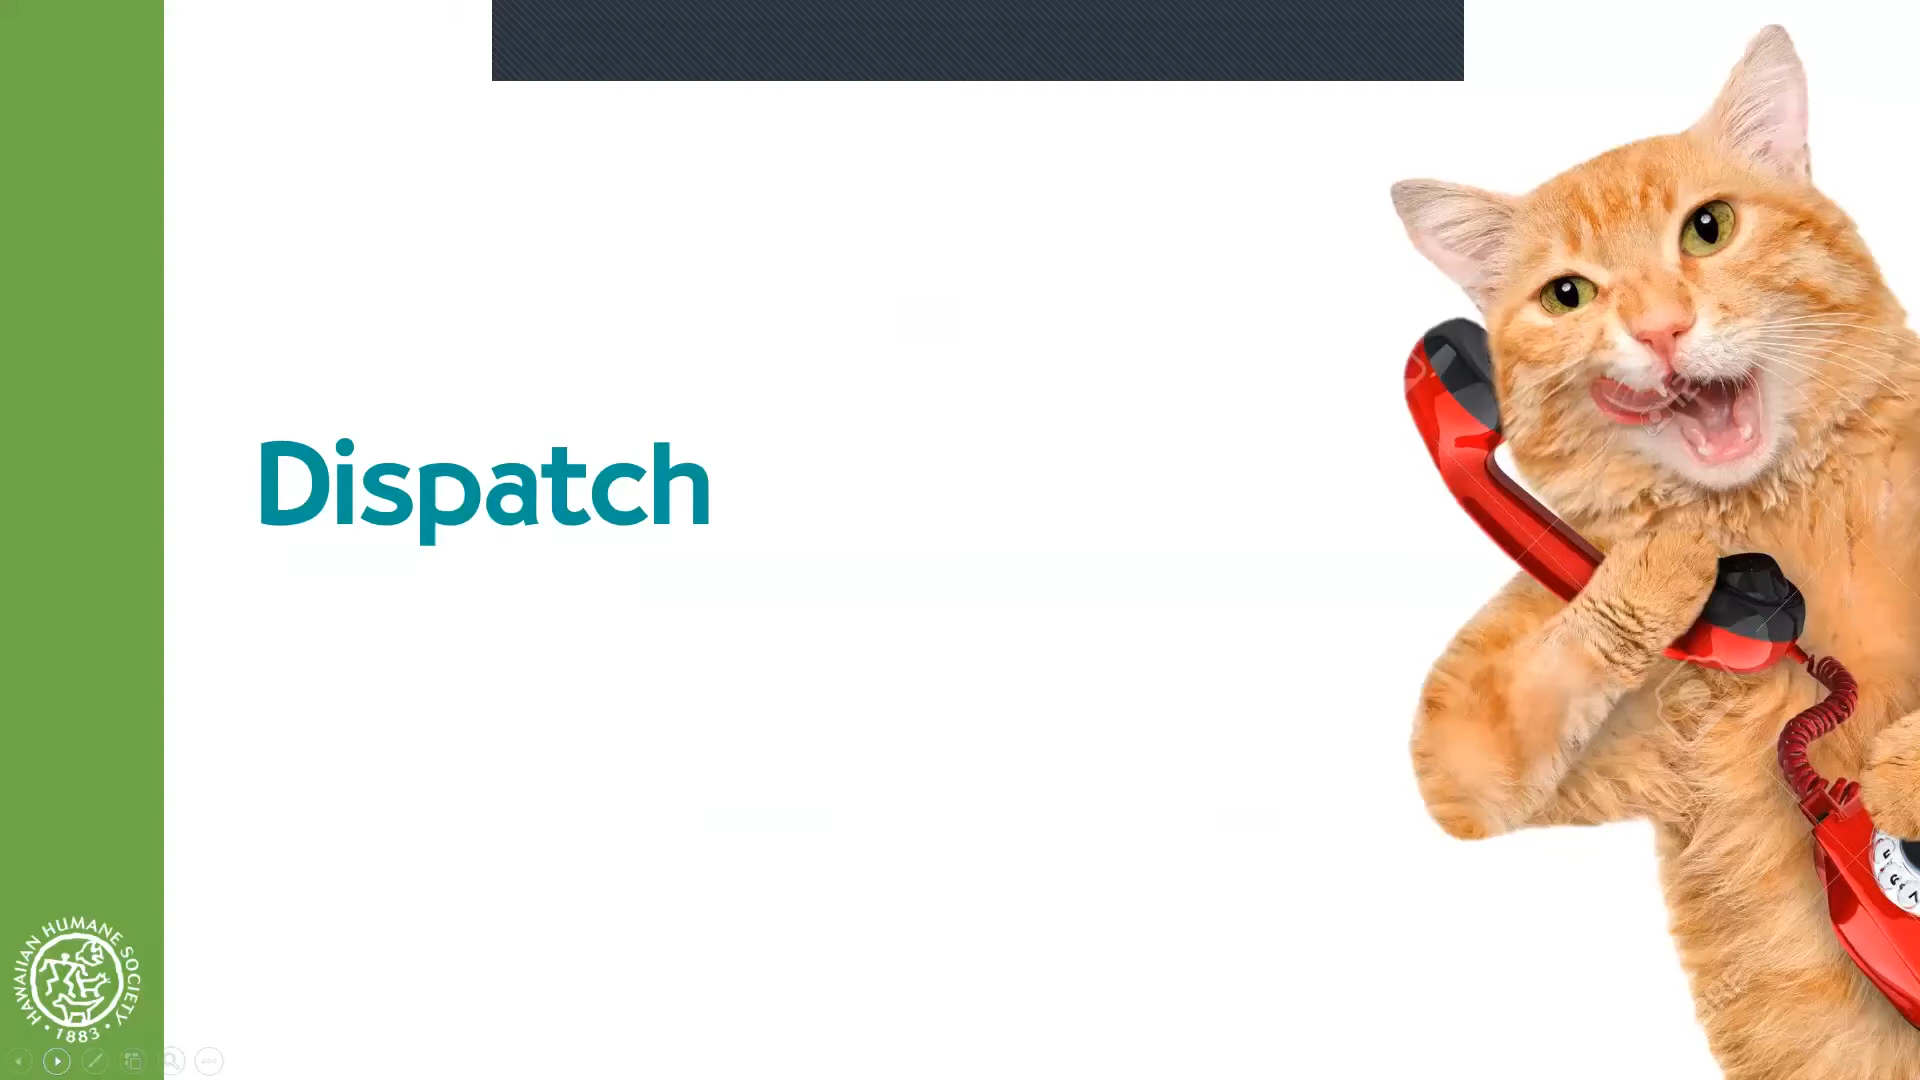 Dispatch
HAWAIIAN HUMANE SOCIETY
• 1883 •